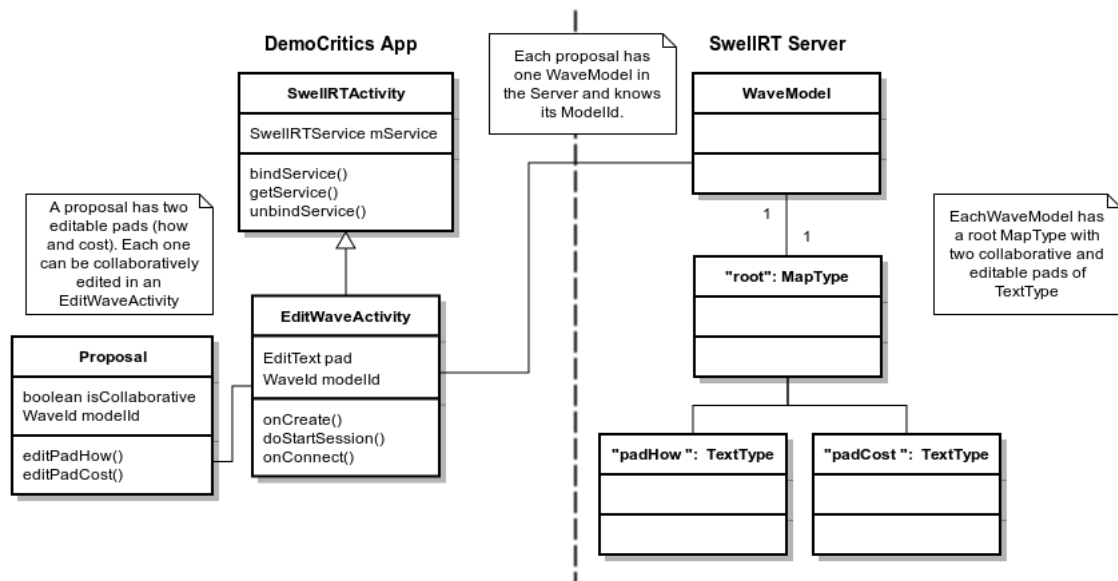 DemoCritics App
SwellRT Server
Each proposal has
one WaveModel in
the Server and knows
its ModelId.
SwellRTActivity
SwellRTService mService
bindService()
getService()
unbindService()
WaveModel
A proposal has two
editable pads (how
and cost). Each one
can be collaboratively
edited in an
EditWaveActivity
EachWaveModel has
a root MapType with
two collaborative and
editable pads of
TextType
1
1
"root": MapType
EditWaveActivity
EditText pad
WaveId modelId
onCreate()
doStartSession()
onConnect()
Proposal
boolean isCollaborative
WaveId modelId
editPadHow()
editPadCost()
"padHow ": TextType
"padCost ": TextType